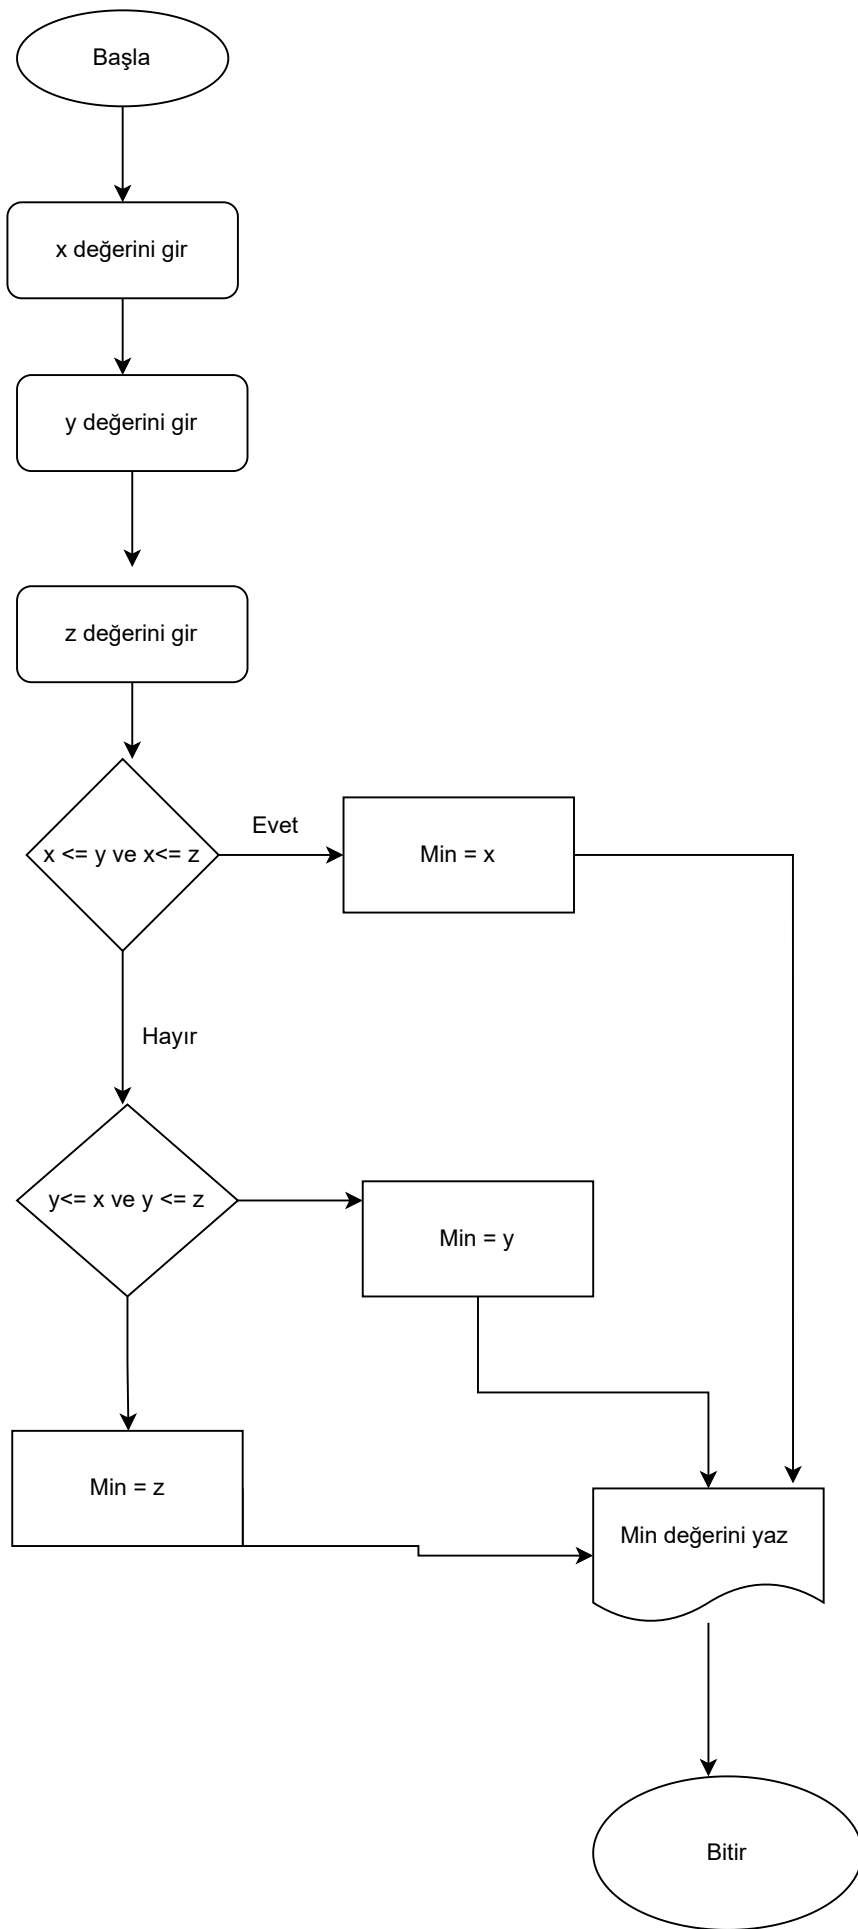 Başla
x değerini gir
y değerini gir
z değerini gir
x <= y ve x<= z
Evet
Min = x
Hayır
y<= x ve y <= z
Min = y
Min = z
Min değerini yaz
Bitir